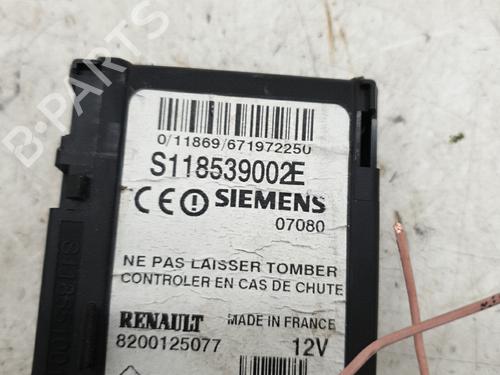 B-PARTS
0/11869/671972250
S118539002E
CE SIEMENS
07080
NE PAS LAISSER TOMBER
CONTROLER EN CAS DE CHUTE
RENAULT MADE IN FRANCE
8200125077 12V